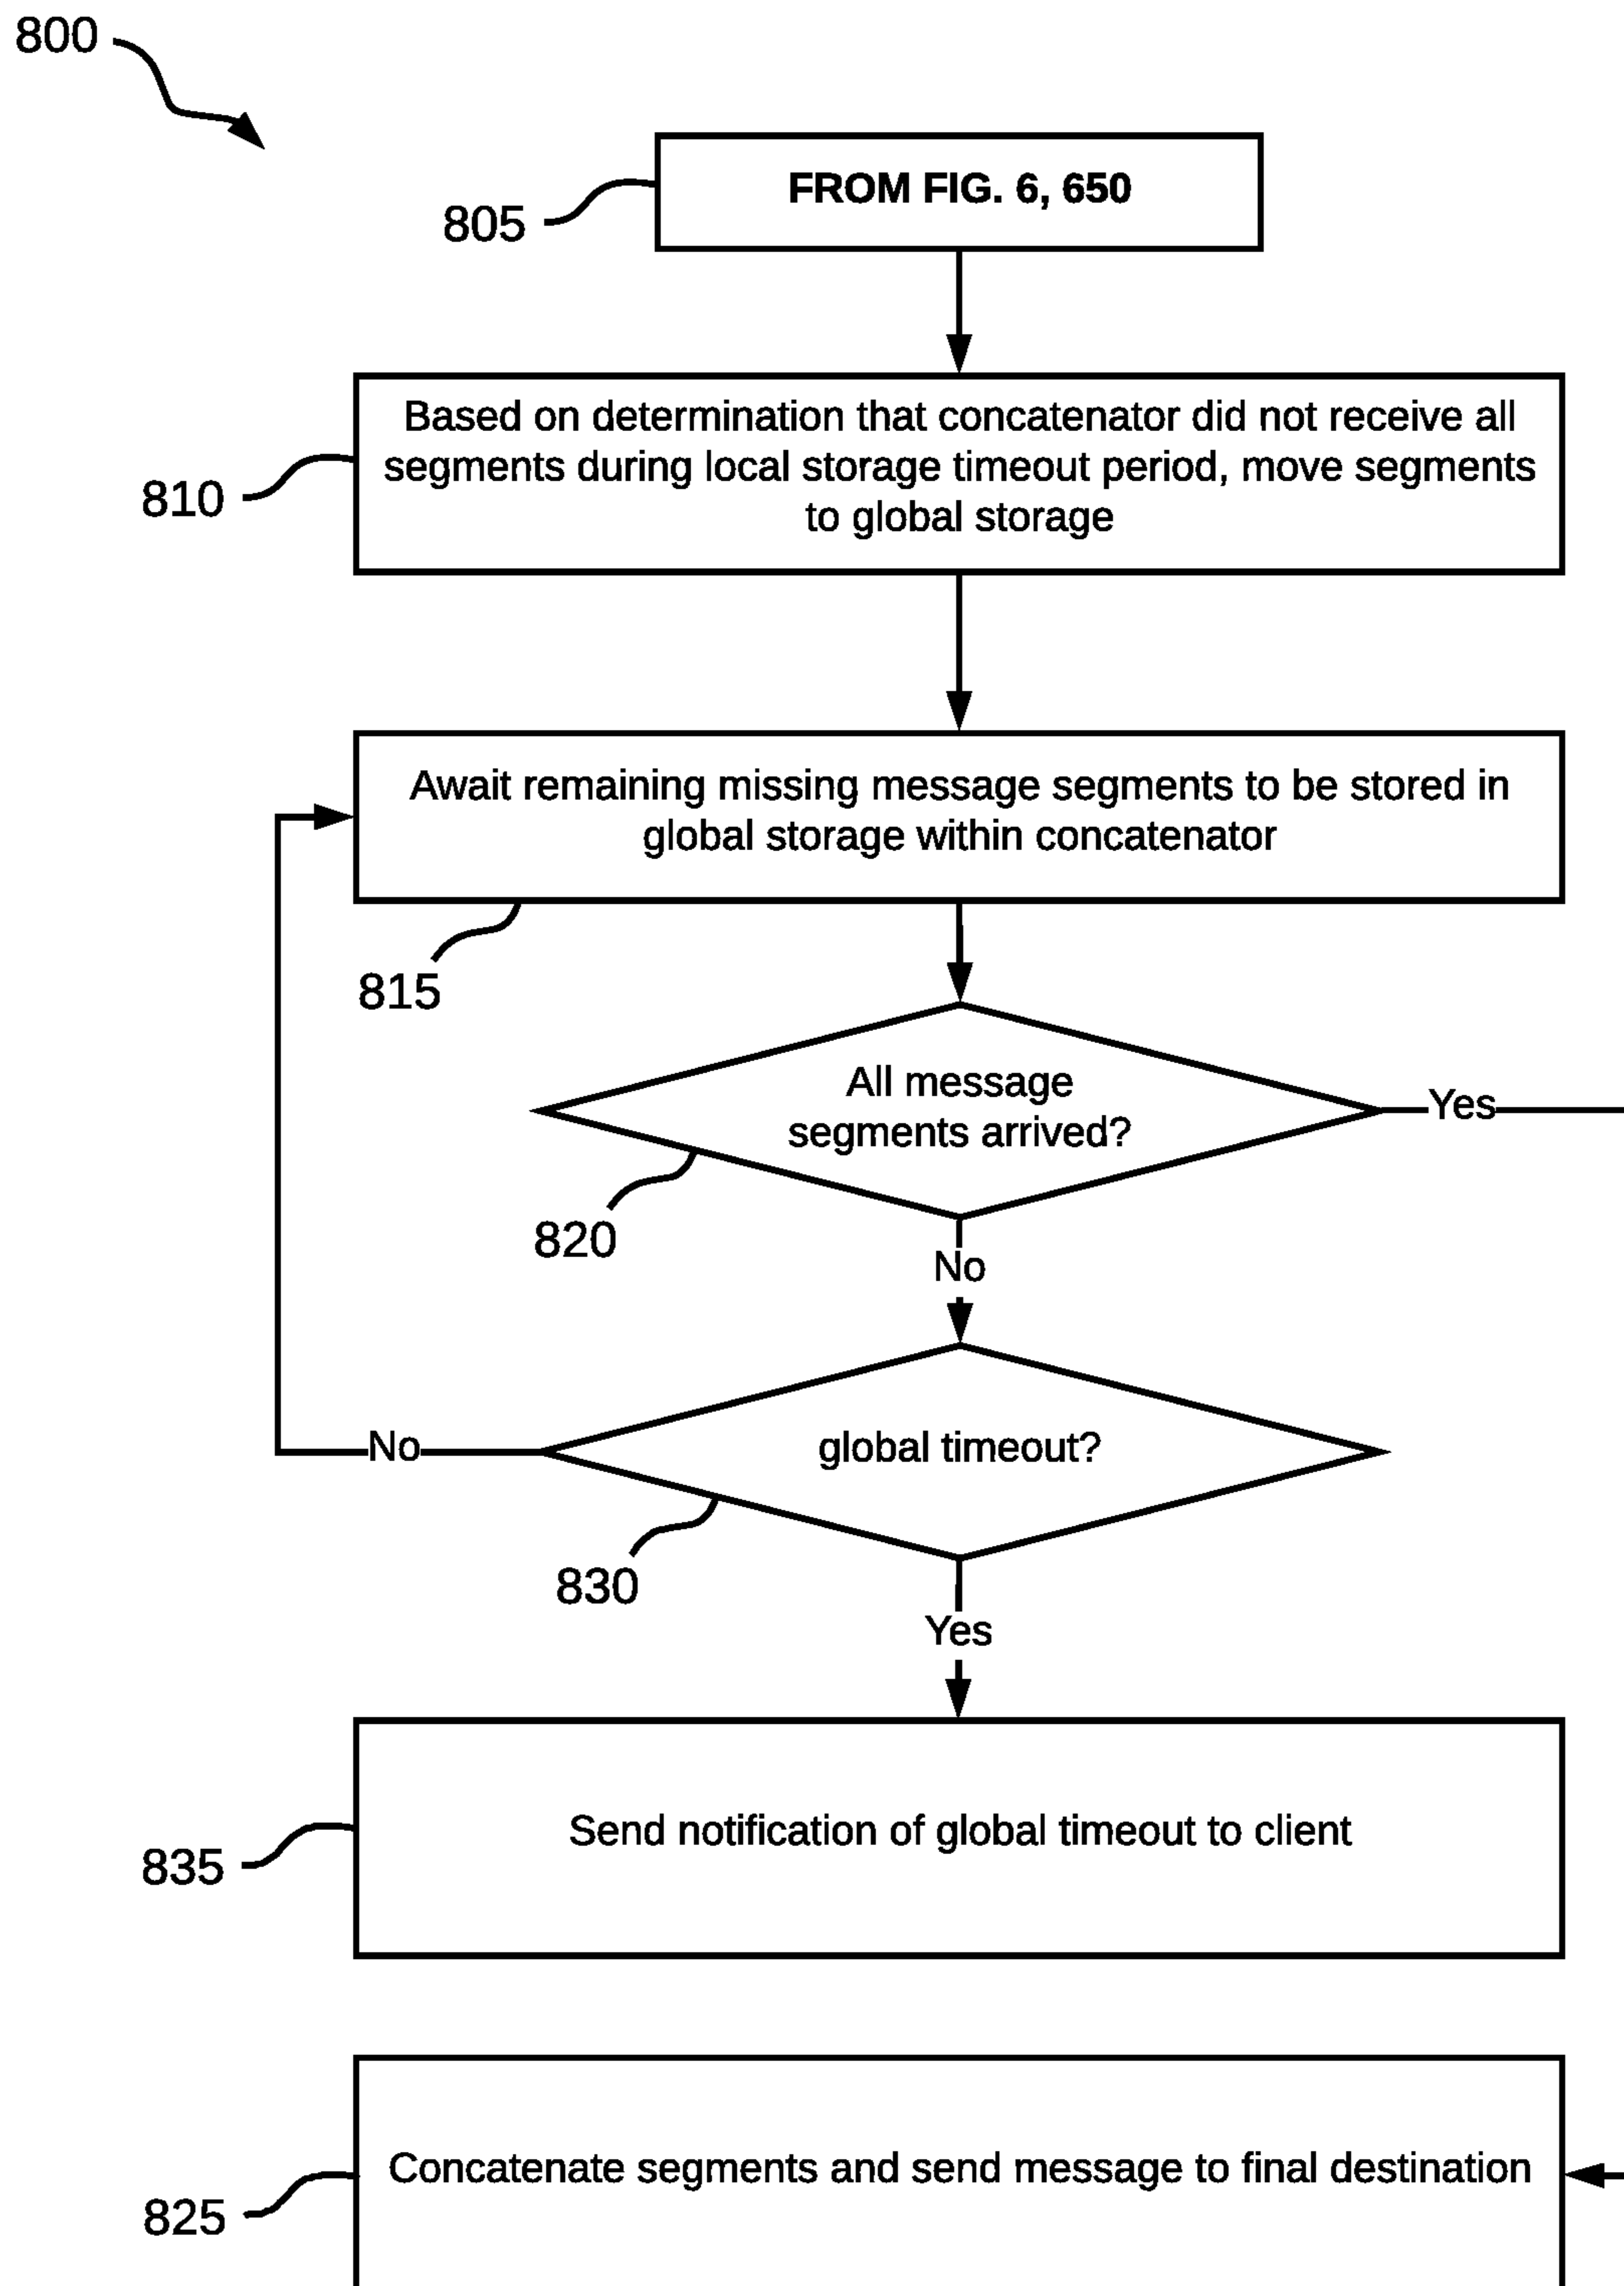 800
FROM FIG. 6, 650
805
Based on determination that concatenator did not receive all
segments during local storage timeout period, move segments
to global storage
810
Await remaining missing message segments to be stored in
global storage within concatenator
815
All message
segments arrived?
Yes
820
No
global timeout?
No
830
Yes
Send notification of global timeout to client
835
Concatenate segments and send message to final destination
825